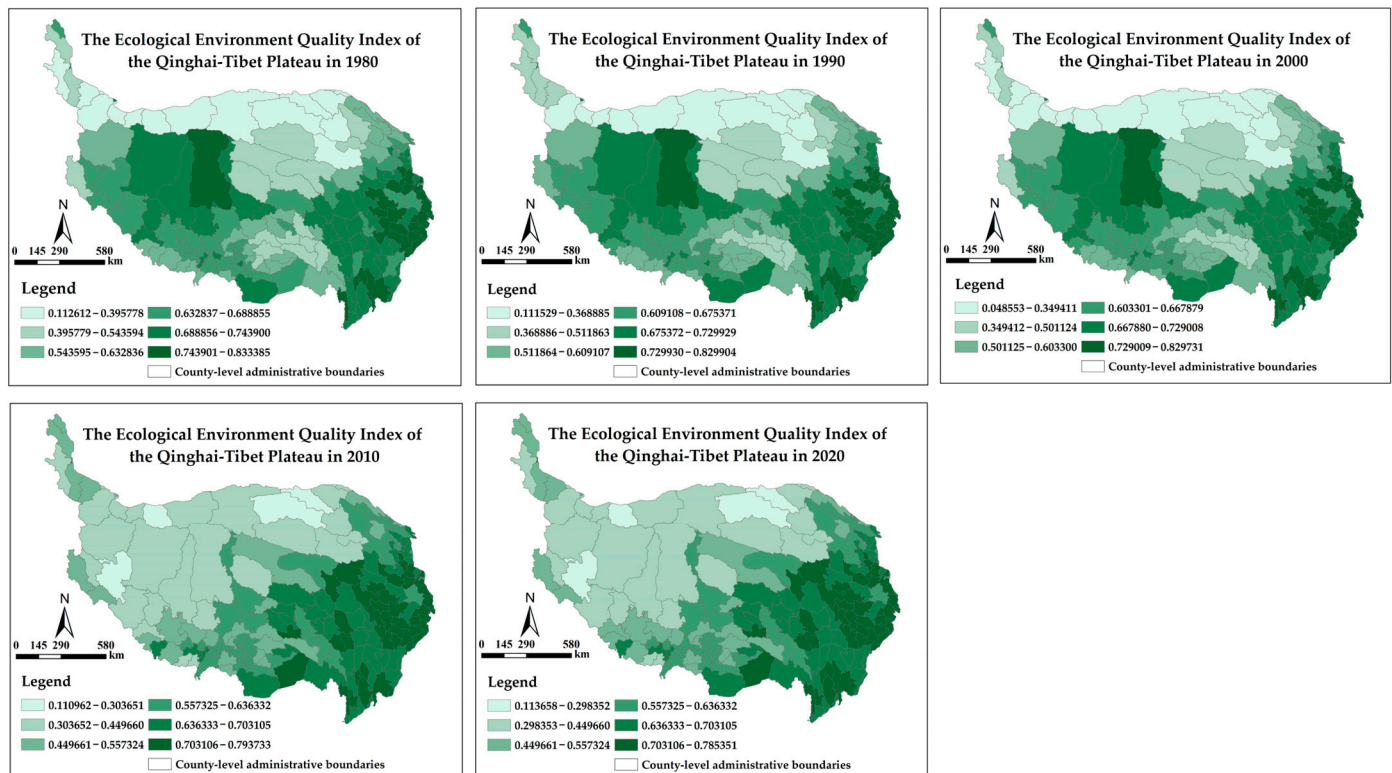 The Ecological Environment Quality Index of
the Qinghai-Tibet Plateau in 1980
N
0 145 290 580
km
Legend
0.112612–0.395778 0.632837–0.688855
0.395779–0.543594 0.688856–0.743900
0.543595–0.632836 0.743901–0.833385
County-level administrative boundaries
The Ecological Environment Quality Index of
the Qinghai-Tibet Plateau in 1990
N
0 145 290 580
km
Legend
0.111529–0.368885 0.609108–0.675371
0.368886–0.511863 0.675372–0.729929
0.511864–0.609107 0.729930–0.829904
County-level administrative boundaries
The Ecological Environment Quality Index of
the Qinghai-Tibet Plateau in 2000
N
0 145 290 580
km
Legend
0.048553–0.349411 0.603301–0.667879
0.349412–0.501124 0.667880–0.729008
0.501125–0.603300 0.729009–0.829731
County-level administrative boundaries
The Ecological Environment Quality Index of
the Qinghai-Tibet Plateau in 2010
N
0 145 290 580
km
Legend
0.110962–0.303651 0.557325–0.636332
0.303652–0.449660 0.636333–0.703105
0.449661–0.557324 0.703106–0.793733
County-level administrative boundaries
The Ecological Environment Quality Index of
the Qinghai-Tibet Plateau in 2020
N
0 145 290 580
km
Legend
0.113658–0.298352 0.557325–0.636332
0.298353–0.449660 0.636333–0.703105
0.449661–0.557324 0.703106–0.785351
County-level administrative boundaries